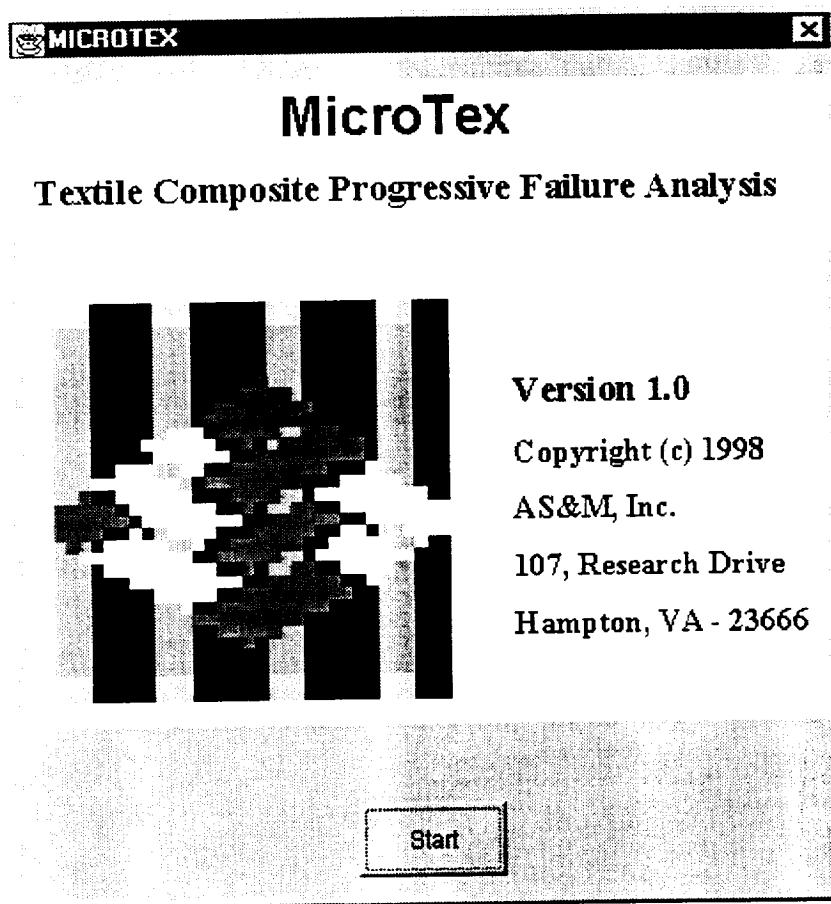 MICROTEX
MicroTex
Textile Composite Progressive Failure Analysis
Version 1.0
Copyright (c) 1998
AS&M, Inc.
107, Research Drive
Hampton, VA - 23666
Start